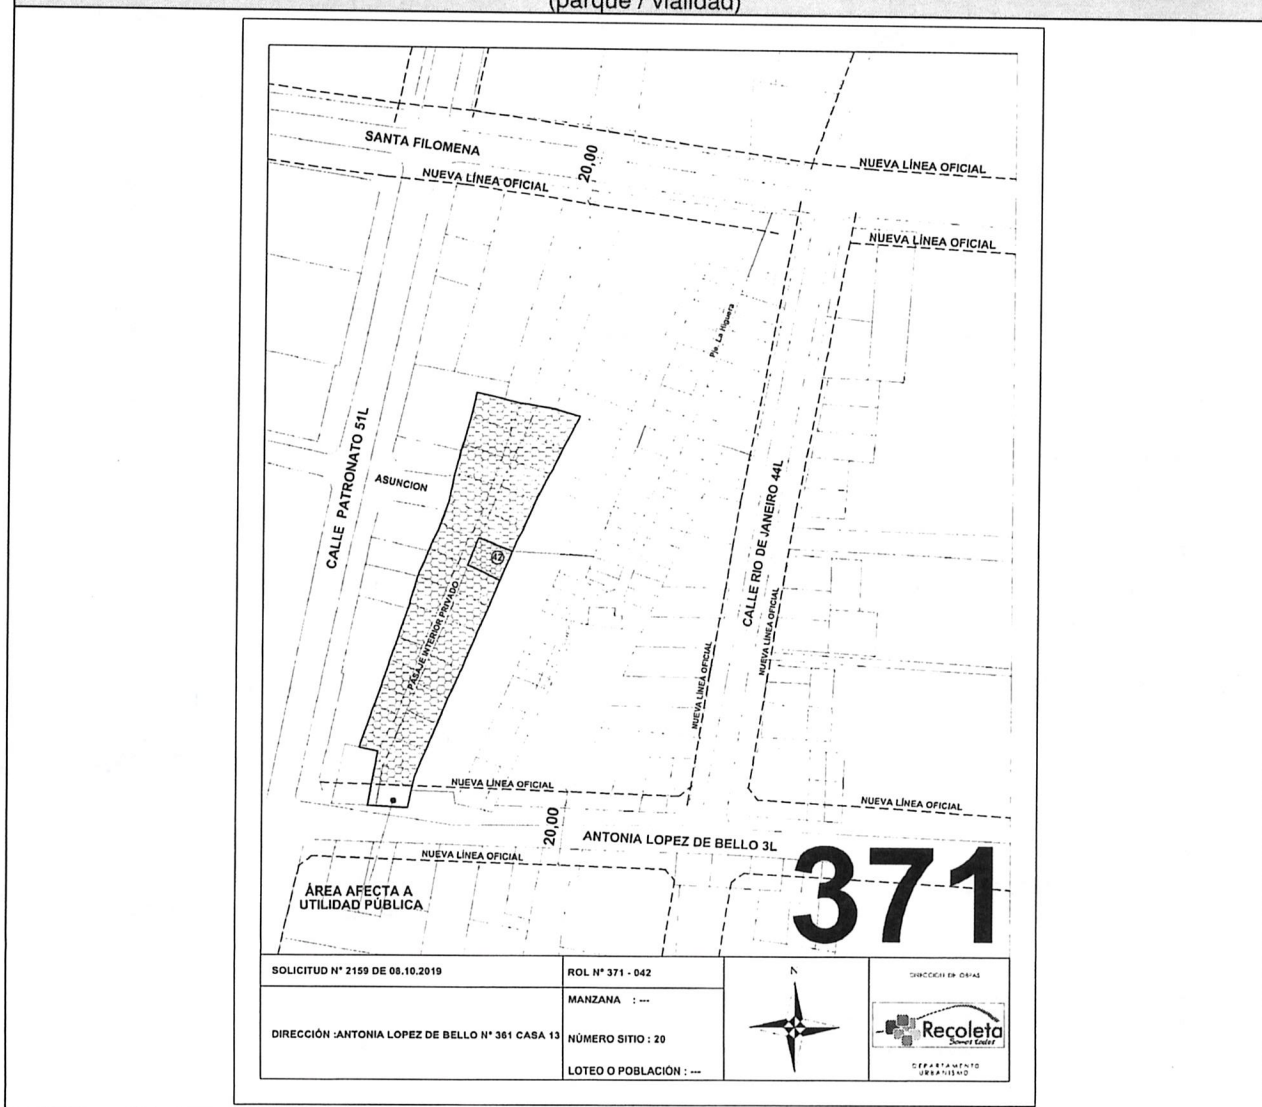 (parque / vialidad)
SANTA FILOMENA
20,00
NUEVA LÍNEA OFICIAL
NUEVA LÍNEA OFICIAL
NUEVA LÍNEA OFICIAL
Pje. La Higuera
CALLE PATRONATO 51L
ASUNCION
42
PASAJE INTERIOR PRIVADO
CALLE RIO DE JANEIRO 44L
NUEVA LÍNEA OFICIAL
NUEVA LÍNEA OFICIAL
NUEVA LÍNEA OFICIAL
NUEVA LÍNEA OFICIAL
20,00
ANTONIA LOPEZ DE BELLO 3L
NUEVA LÍNEA OFICIAL
371
ÁREA AFECTA A
UTILIDAD PÚBLICA
SOLICITUD N° 2159 DE 08.10.2019
ROL N° 371 - 042
DIRECCIÓN :ANTONIA LOPEZ DE BELLO N° 361 CASA 13
MANZANA : ---
NÚMERO SITIO : 20
LOTEO O POBLACIÓN : ---
N
DIRECCION DE OBRAS
Recoleta
Somos todos
DEPARTAMENTO
URBANISMO